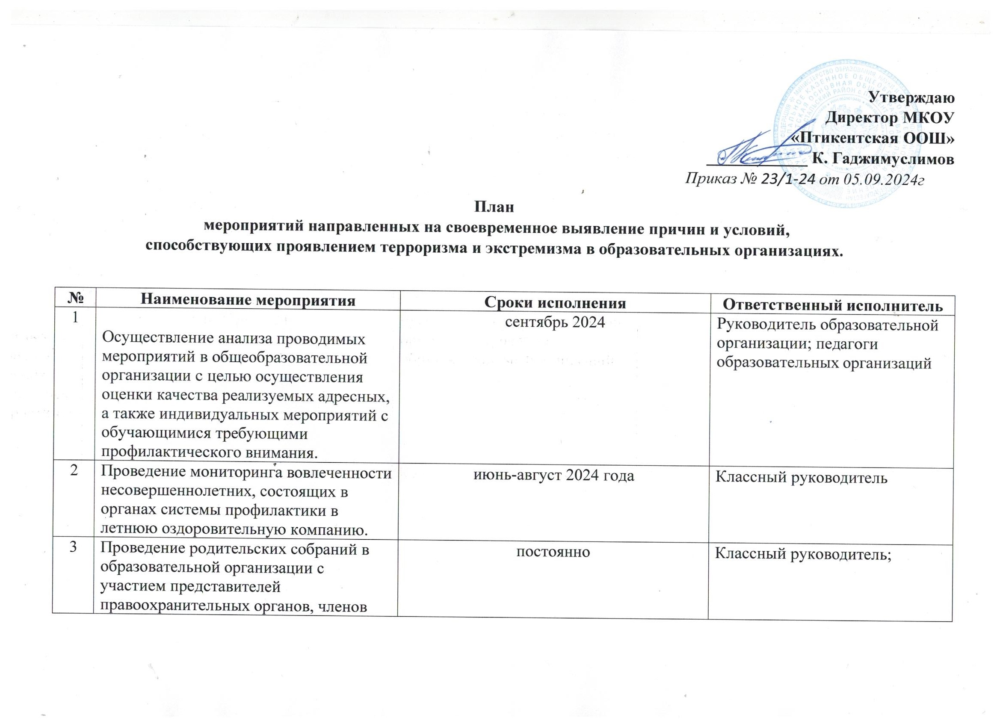 Утверждаю
Директор МКОУ
«Птикентская ООШ»
К. Гаджимуслимов
Приказ № 23/1-24 от 05.09.2024г
План
мероприятий направленных на своевременное выявление причин и условий,
способствующих проявлением терроризма и экстремизма в образовательных организациях.
№ Наименование мероприятия Сроки исполнения Ответственный исполнитель
1
Осуществление анализа проводимых
мероприятий в общеобразовательной
организации с целью осуществления
оценки качества реализуемых адресных,
а также индивидуальных мероприятий с
обучающимися требующими
профилактического внимания.
сентябрь 2024
Руководитель образовательной
организации; педагоги
образовательных организаций
2
Проведение мониторинга вовлеченности
несовершеннолетних, состоящих в
органах системы профилактики в
летнюю оздоровительную компанию.
июнь-август 2024 года
Классный руководитель
3
Проведение родительских собраний в
образовательной организации с
участием представителей
правоохранительных органов, членов
постоянно
Классный руководитель;